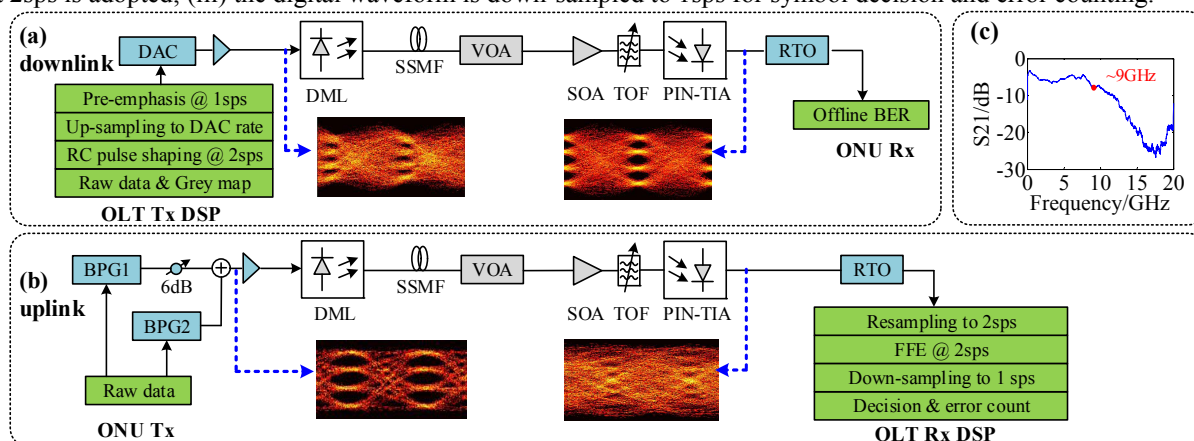 2sps is adopted; (iii) the digital waveform is down-sampled to 1sps for symbol decision and error counting.
(a)
downlink
DAC
Pre-emphasis @ 1sps
Up-sampling to DAC rate
RC pulse shaping @ 2sps
Raw data & Grey map
OLT Tx DSP
DML
SSMF
VOA
SOA
TOF
PIN-TIA
RTO
Offline BER
ONU Rx
(c)
S21/dB
0
-10
-20
-30
~9GHz
0 5 10 15 20
Frequency/GHz
(b)
uplink
BPG1
6dB
BPG2
Raw data
ONU Tx
DML
SSMF
VOA
SOA
TOF
PIN-TIA
RTO
Resampling to 2sps
FFE @ 2sps
Down-sampling to 1 sps
Decision & error count
OLT Rx DSP